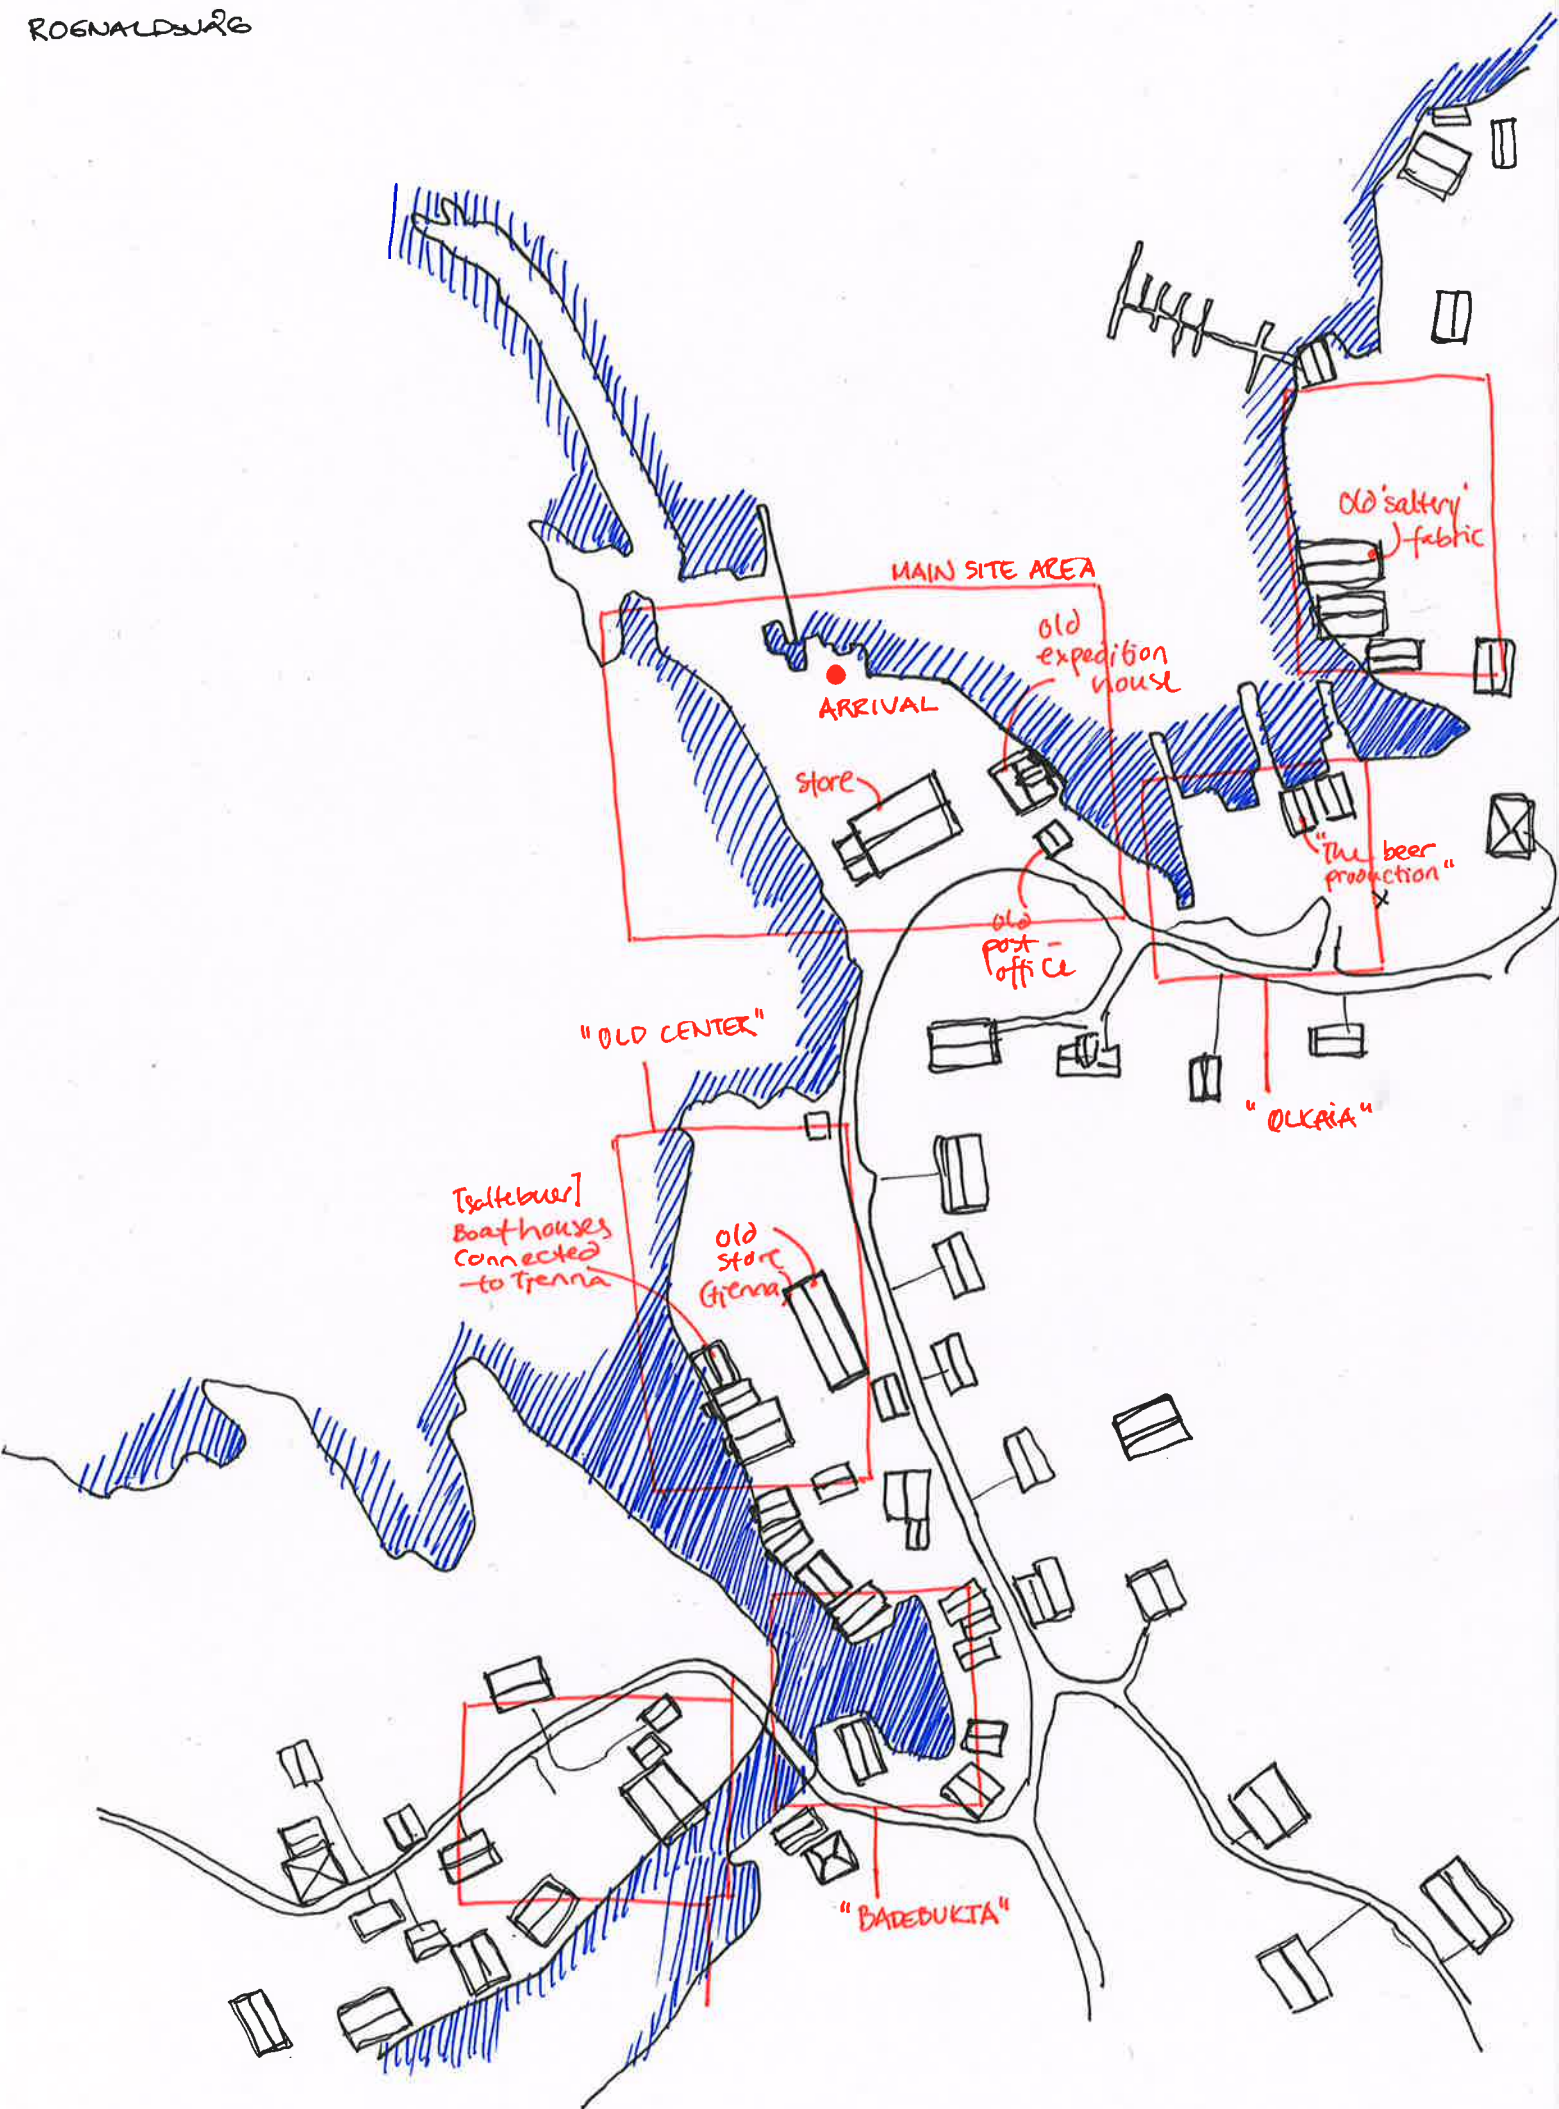 ROGNALDSVÅG
MAIN SITE AREA
Old 'saltery'
fabric
old
expedition
house
ARRIVAL
store
"The beer
production"
x
old
post-
office
"OLD CENTER"
"ØLKAIA"
[saltebuer]
Boathouses
Connected
to Tjenna
old
store
(Tjenna)
"BADEBUKTA"